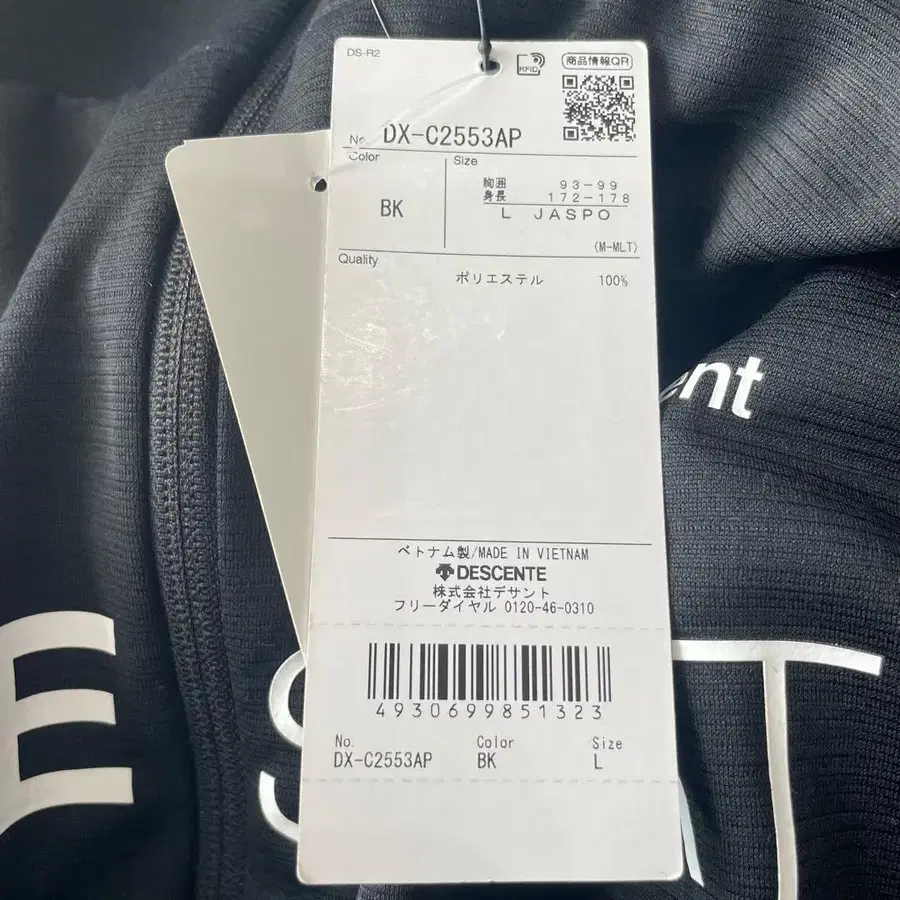 DS-R2
RFID
商品情報QR
No. DX-C2553AP
Color
BK
Size
胸囲 93-99
身長 172-178
L JASPO
(M-MLT)
Quality
ポリエステル 100%
ent
ベトナム製/MADE IN VIETNAM
DESCENTE
株式会社デサント
フリーダイヤル 0120-46-0310
4930699851323
No. Color Size
DX-C2553AP BK L
E S T